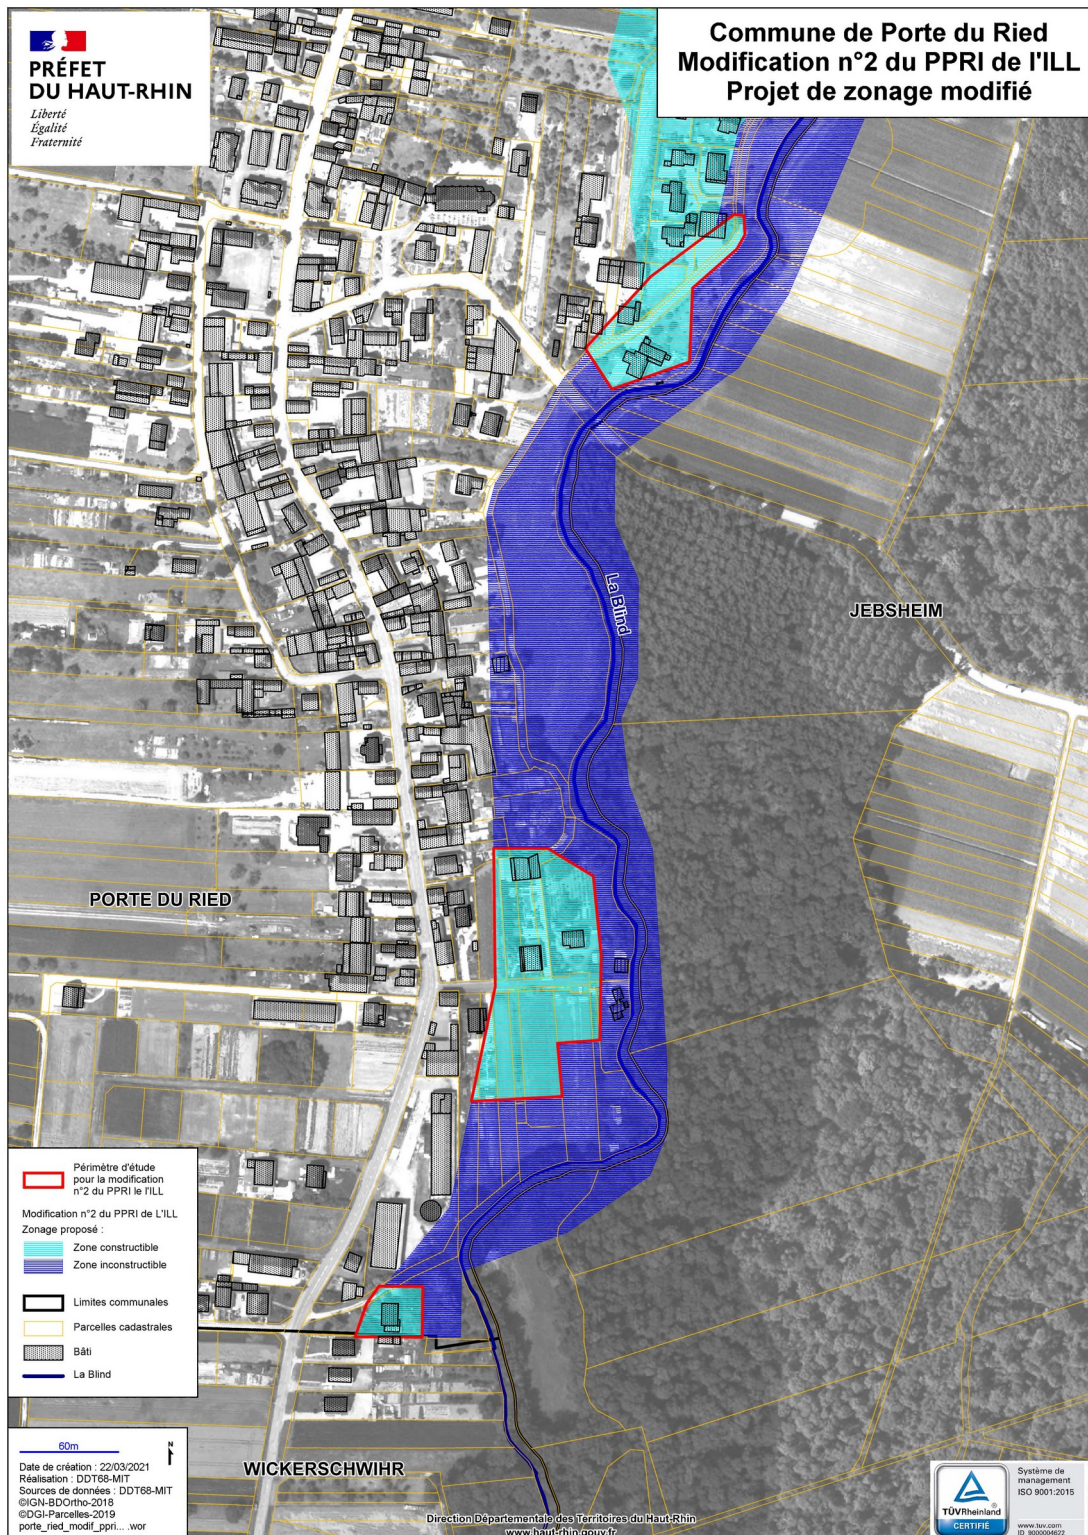 PRÉFET
DU HAUT-RHIN
Liberté
Égalité
Fraternité
Commune de Porte du Ried
Modification n°2 du PPRI de l'ILL
Projet de zonage modifié
La Blind
JEBSHEIM
PORTE DU RIED
WICKERSCHWIHR
Périmètre d'étude
pour la modification
n°2 du PPRI le l'ILL
Modification n°2 du PPRI de L'ILL
Zonage proposé :
Zone constructible
Zone inconstructible
Limites communales
Parcelles cadastrales
Bâti
La Blind
60m
N
Date de création : 22/03/2021
Réalisation : DDT68-MIT
Sources de données : DDT68-MIT
©IGN-BDOrtho-2018
©DGI-Parcelles-2019
porte_ried_modif_ppri... .wor
Direction Départementale des Territoires du Haut-Rhin
www.haut-rhin.gouv.fr
TÜVRheinland
CERTIFIÉ
Système de
management
ISO 9001:2015
www.tuv.com
ID 9000004622